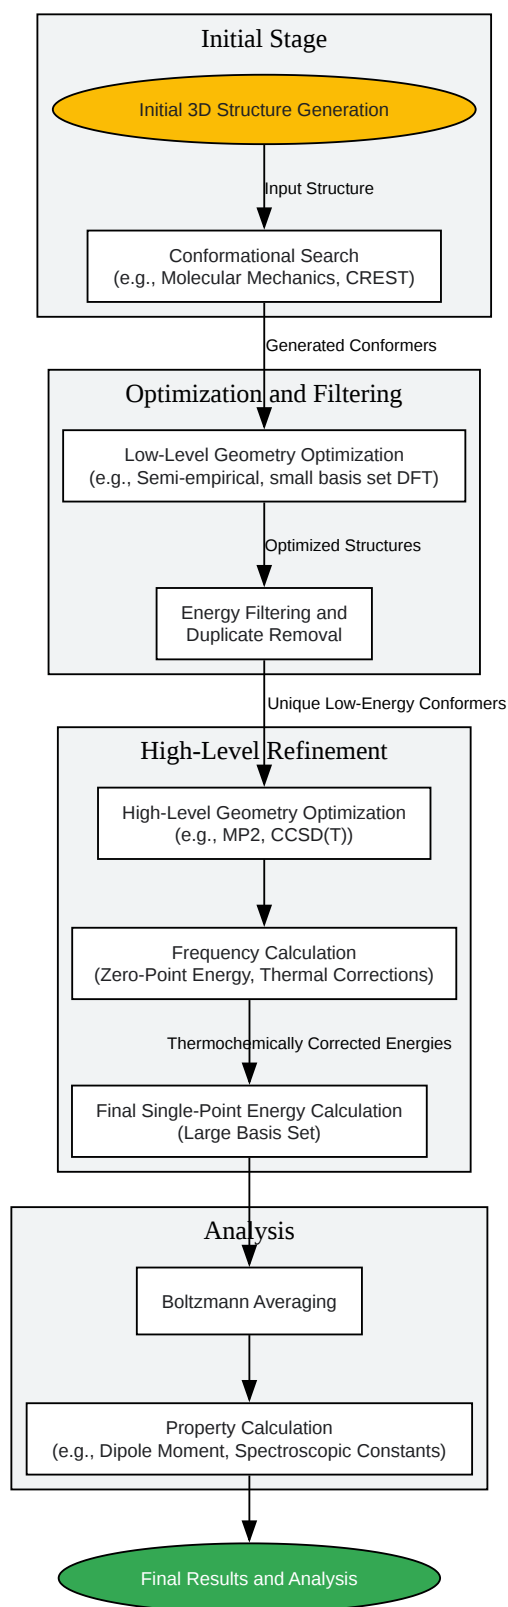 Initial Stage
Initial 3D Structure Generation
Input Structure
Conformational Search
(e.g., Molecular Mechanics, CREST)
Generated Conformers
Optimization and Filtering
Low-Level Geometry Optimization
(e.g., Semi-empirical, small basis set DFT)
Optimized Structures
Energy Filtering and
Duplicate Removal
Unique Low-Energy Conformers
High-Level Refinement
High-Level Geometry Optimization
(e.g., MP2, CCSD(T))
Frequency Calculation
(Zero-Point Energy, Thermal Corrections)
Thermochemically Corrected Energies
Final Single-Point Energy Calculation
(Large Basis Set)
Analysis
Boltzmann Averaging
Property Calculation
(e.g., Dipole Moment, Spectroscopic Constants)
Final Results and Analysis